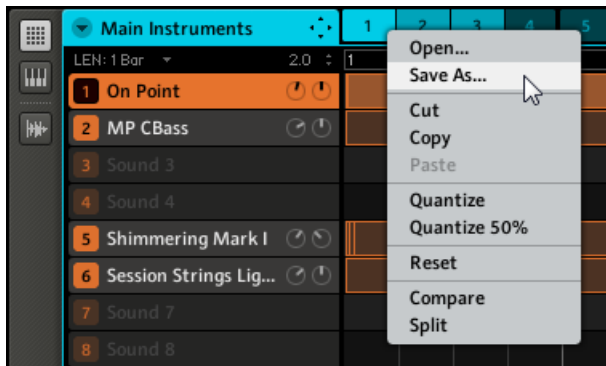 Main Instruments
1 2 3 4 5
LEN: 1 Bar 2.0 1
1 On Point
2 MP CBass
3 Sound 3
4 Sound 4
5 Shimmering Mark I
6 Session Strings Lig...
7 Sound 7
8 Sound 8
Open...
Save As...
Cut
Copy
Paste
Quantize
Quantize 50%
Reset
Compare
Split